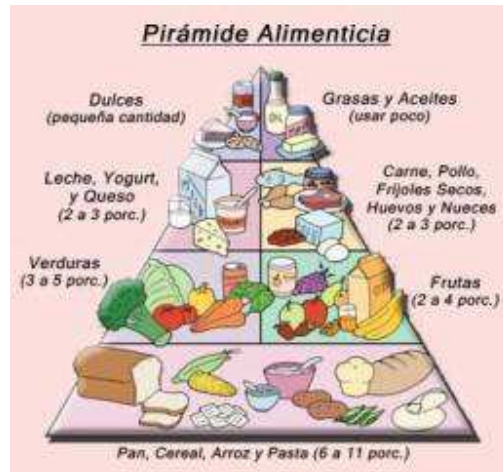 Pirámide Alimenticia
Dulces
(pequeña cantidad)
Grasas y Aceites
(usar poco)
Leche, Yogurt,
y Queso
(2 a 3 porc.)
Carne, Pollo,
Frijoles Secos,
Huevos y Nueces
(2 a 3 porc.)
Verduras
(3 a 5 porc.)
Frutas
(2 a 4 porc.)
Pan, Cereal, Arroz y Pasta (6 a 11 porc.)